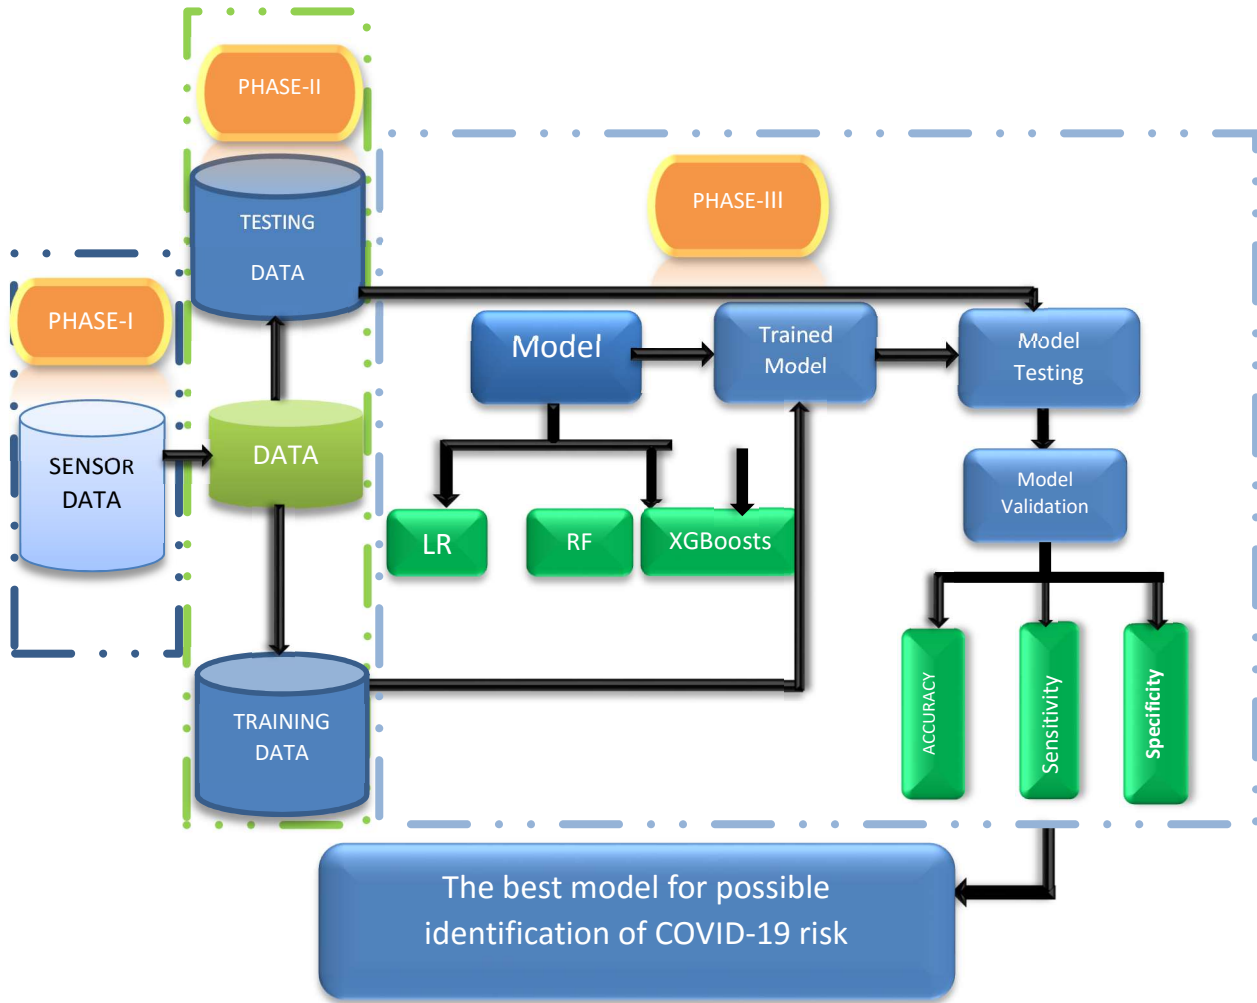 PHASE-II
TESTING
DATA
PHASE-I
SENSOR
DATA
DATA
TRAINING
DATA
PHASE-III
Model
Trained
Model
Model
Testing
LR
RF
XGBoosts
Model
Validation
ACCURACY
Sensitivity
Specificity
The best model for possible
identification of COVID-19 risk